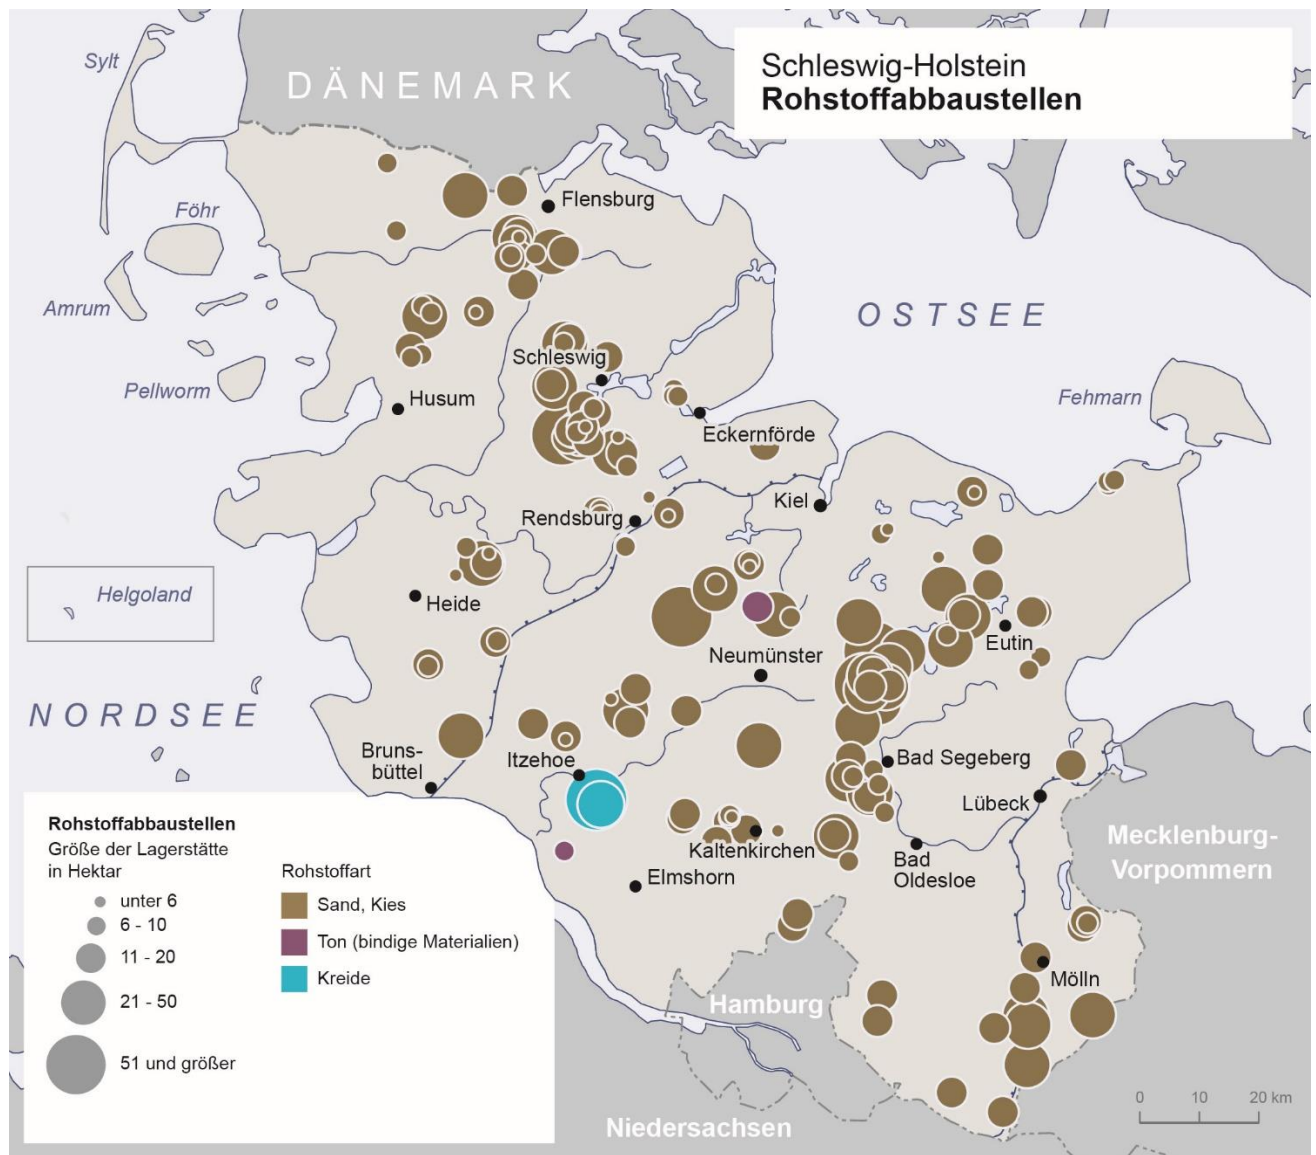 Schleswig-Holstein
Rohstoffabbaustellen
Sylt
DÄNEMARK
Föhr
Flensburg
Amrum
OSTSEE
Schleswig
Pellworm
Husum
Fehmarn
Eckernförde
Kiel
Rendsburg
Helgoland
Heide
Eutin
Neumünster
NORDSEE
Bruns-
büttel
Itzehoe
Bad Segeberg
Lübeck
Kaltenkirchen
Bad
Oldesloe
Elmshorn
Mecklenburg-
Vorpommern
Mölln
Hamburg
Niedersachsen
Rohstoffabbaustellen
Größe der Lagerstätte
in Hektar
unter 6
6 - 10
11 - 20
21 - 50
51 und größer
Rohstoffart
Sand, Kies
Ton (bindige Materialien)
Kreide
0 10 20 km